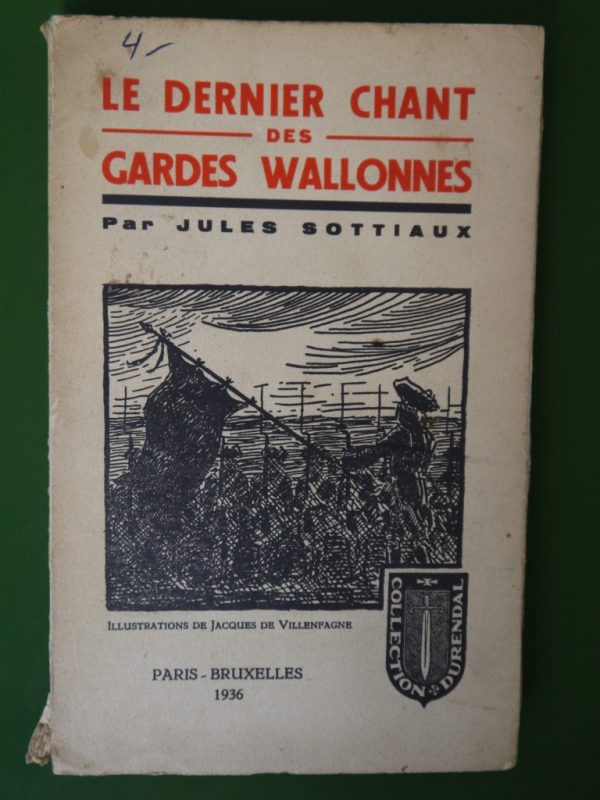 4-
LE DERNIER CHANT
DES
GARDES WALLONNES
Par JULES SOTTIAUX
ILLUSTRATIONS DE JACQUES DE VILLENFAGNE
COLLECTION DURENDAL
PARIS - BRUXELLES
1936